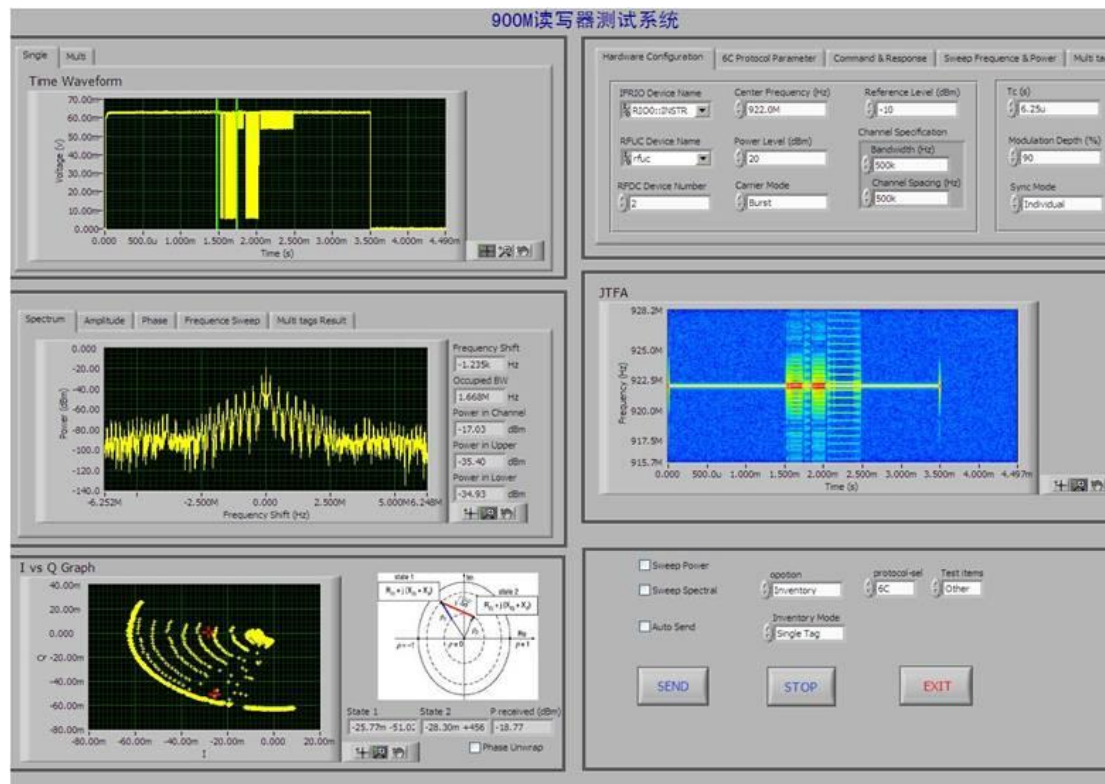 900M读写器测试系统
Single
Multi
Time Waveform
Voltage (v)
70.00m
60.00m
50.00m
40.00m
30.00m
20.00m
10.00m
0.000
0.000 500.0u 1.000m 1.500m 2.000m 2.500m 3.000m 3.500m 4.000m 4.490m
Time (s)
Hardware Configuration
6C Protocol Parameter
Command & Response
Sweep Frequency & Power
Multi
IFRIO Device Name
RIO0::INSTR
Center Frequency (Hz)
922.0M
Reference Level (dBm)
-10
RFUC Device Name
rfuc
Power Level (dBm)
20
Channel Specification
Bandwidth (Hz)
500k
Channel Spacing (Hz)
500k
RFDC Device Number
2
Carrier Mode
Burst
Tc (s)
6.25u
Modulation Depth (%)
90
Sync Mode
Individual
Spectrum
Amplitude
Phase
Frequence Sweep
Multi tags Result
Power (dBm)
0.000
-20.00
-40.00
-60.00
-80.00
-100.0
-120.0
-140.0
-6.252M -2.500M 0.000 2.500M 5.000M 6.248M
Frequency Shift (Hz)
Frequency Shift
-1.235k Hz
Occupied BW
1.668M Hz
Power in Channel
-17.03 dBm
Power in Upper
-35.40 dBm
Power in Lower
-34.93 dBm
JTFA
Frequency (Hz)
928.2M
925.0M
922.5M
920.0M
917.5M
915.7M
0.000 500.0u 1.000m 1.500m 2.000m 2.500m 3.000m 3.500m 4.000m 4.497m
Time (s)
I vs Q Graph
Q
40.00m
20.00m
0.000
-20.00m
-40.00m
-60.00m
-80.00m
-80.00m -60.00m -40.00m -20.00m 0.000 20.00m
I
state 1
state 2
State 1
State 2
P received (dBm)
-28.30m +456
-18.77
Phase Unwrap
Sweep Power
Sweep Spectral
Auto Send
opotion
Inventory
protocol-sel
6C
Test items
Other
Inventory Mode
Single Tag
SEND
STOP
EXIT